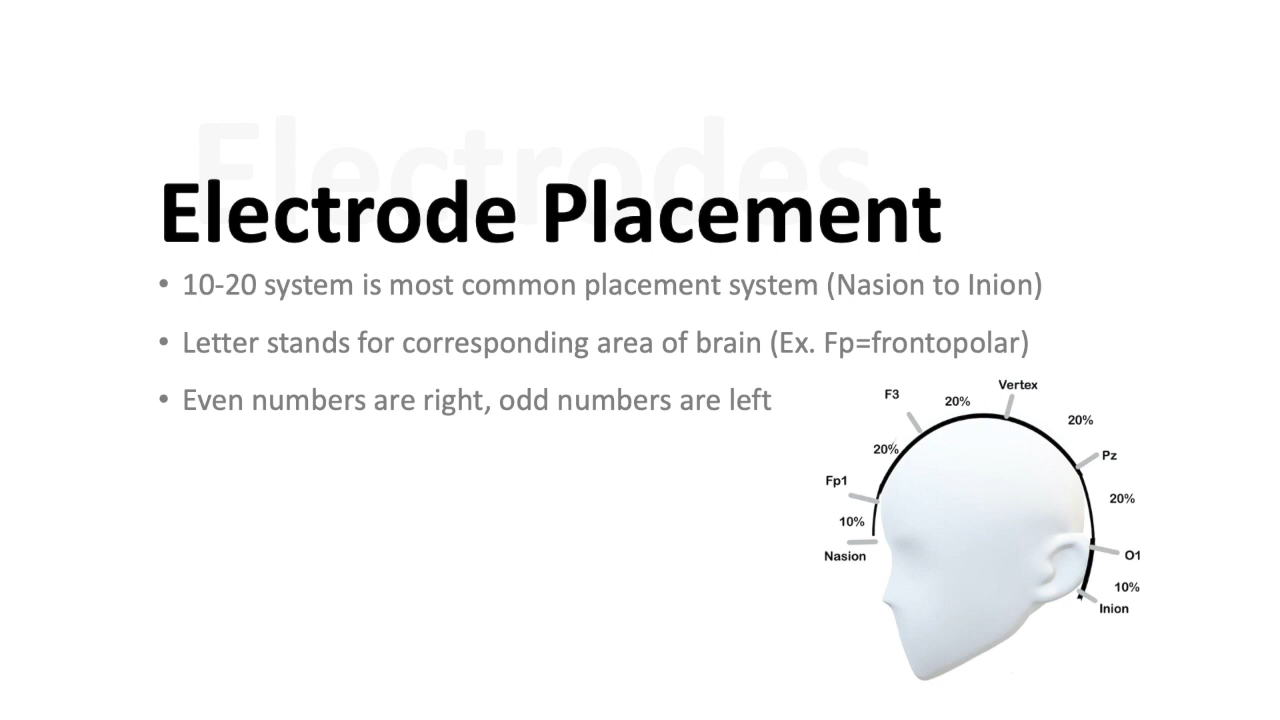 Electrodes
Electrode Placement
• 10-20 system is most common placement system (Nasion to Inion)
• Letter stands for corresponding area of brain (Ex. Fp=frontopolar)
• Even numbers are right, odd numbers are left
Vertex
F3
20%
20%
20%
Pz
Fp1
20%
10%
Nasion
O1
10%
Inion